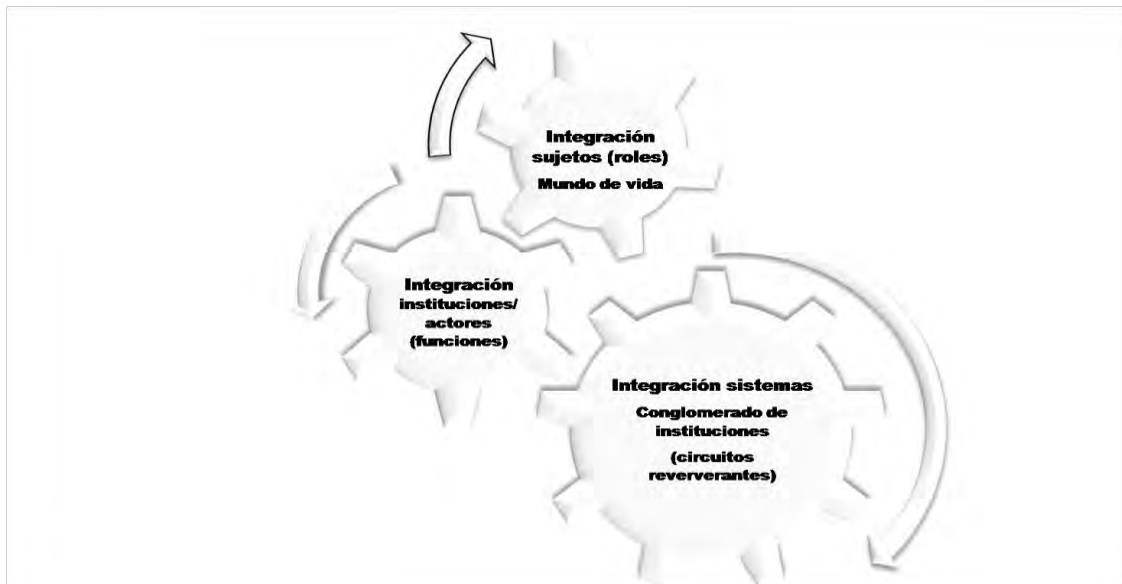 Integración
sujetos (roles)
Mundo de vida
Integración
instituciones/
actores
(funciones)
Integración sistemas
Conglomerado de
instituciones
(circuitos
reververantes)